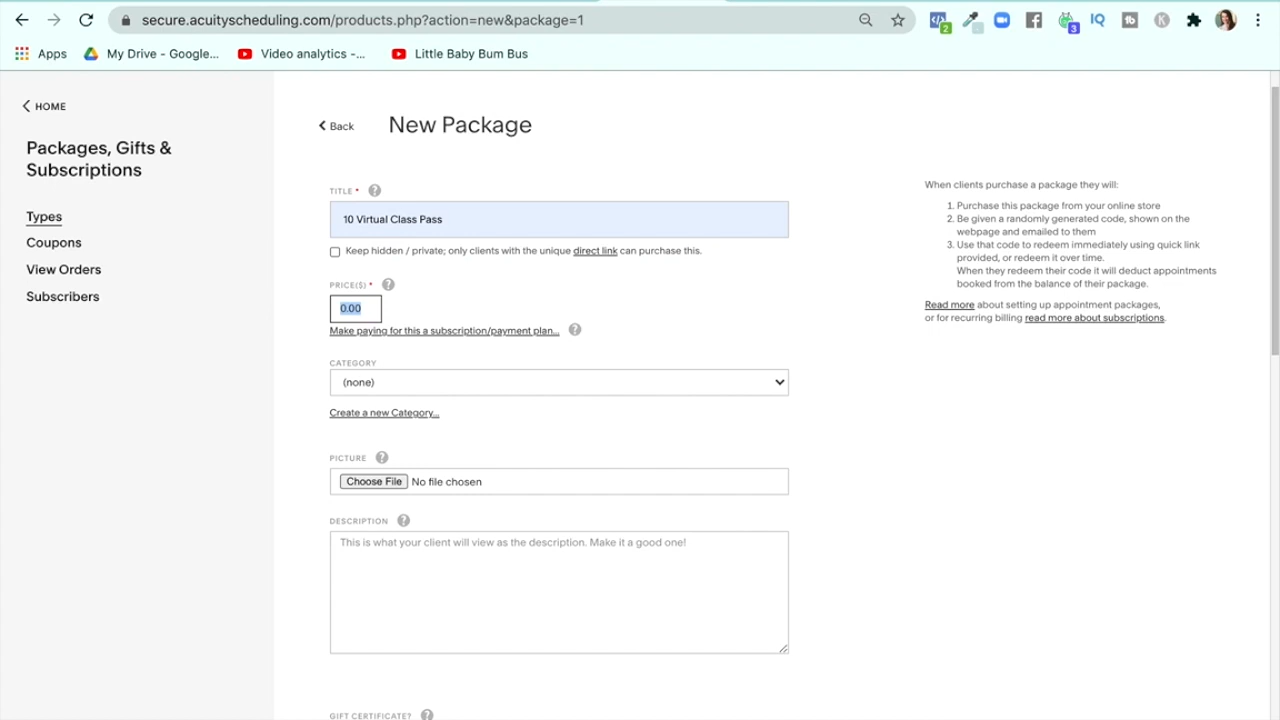 secure.acuityscheduling.com/products.php?action=new&package=1
2
3
IQ
tb
K
Apps
My Drive - Google...
Video analytics -...
Little Baby Bum Bus
HOME
Packages, Gifts &
Subscriptions
Types
Coupons
View Orders
Subscribers
Back
New Package
TITLE * ?
10 Virtual Class Pass
Keep hidden / private; only clients with the unique direct link can purchase this.
PRICE($) * ?
0.00
Make paying for this a subscription/payment plan... ?
CATEGORY
(none)
Create a new Category...
PICTURE ?
Choose File No file chosen
DESCRIPTION ?
This is what your client will view as the description. Make it a good one!
GIFT CERTIFICATE? ?
When clients purchase a package they will:
1. Purchase this package from your online store
2. Be given a randomly generated code, shown on the
webpage and emailed to them
3. Use that code to redeem immediately using quick link
provided, or redeem it over time.
When they redeem their code it will deduct appointments
booked from the balance of their package.
Read more about setting up appointment packages,
or for recurring billing read more about subscriptions.